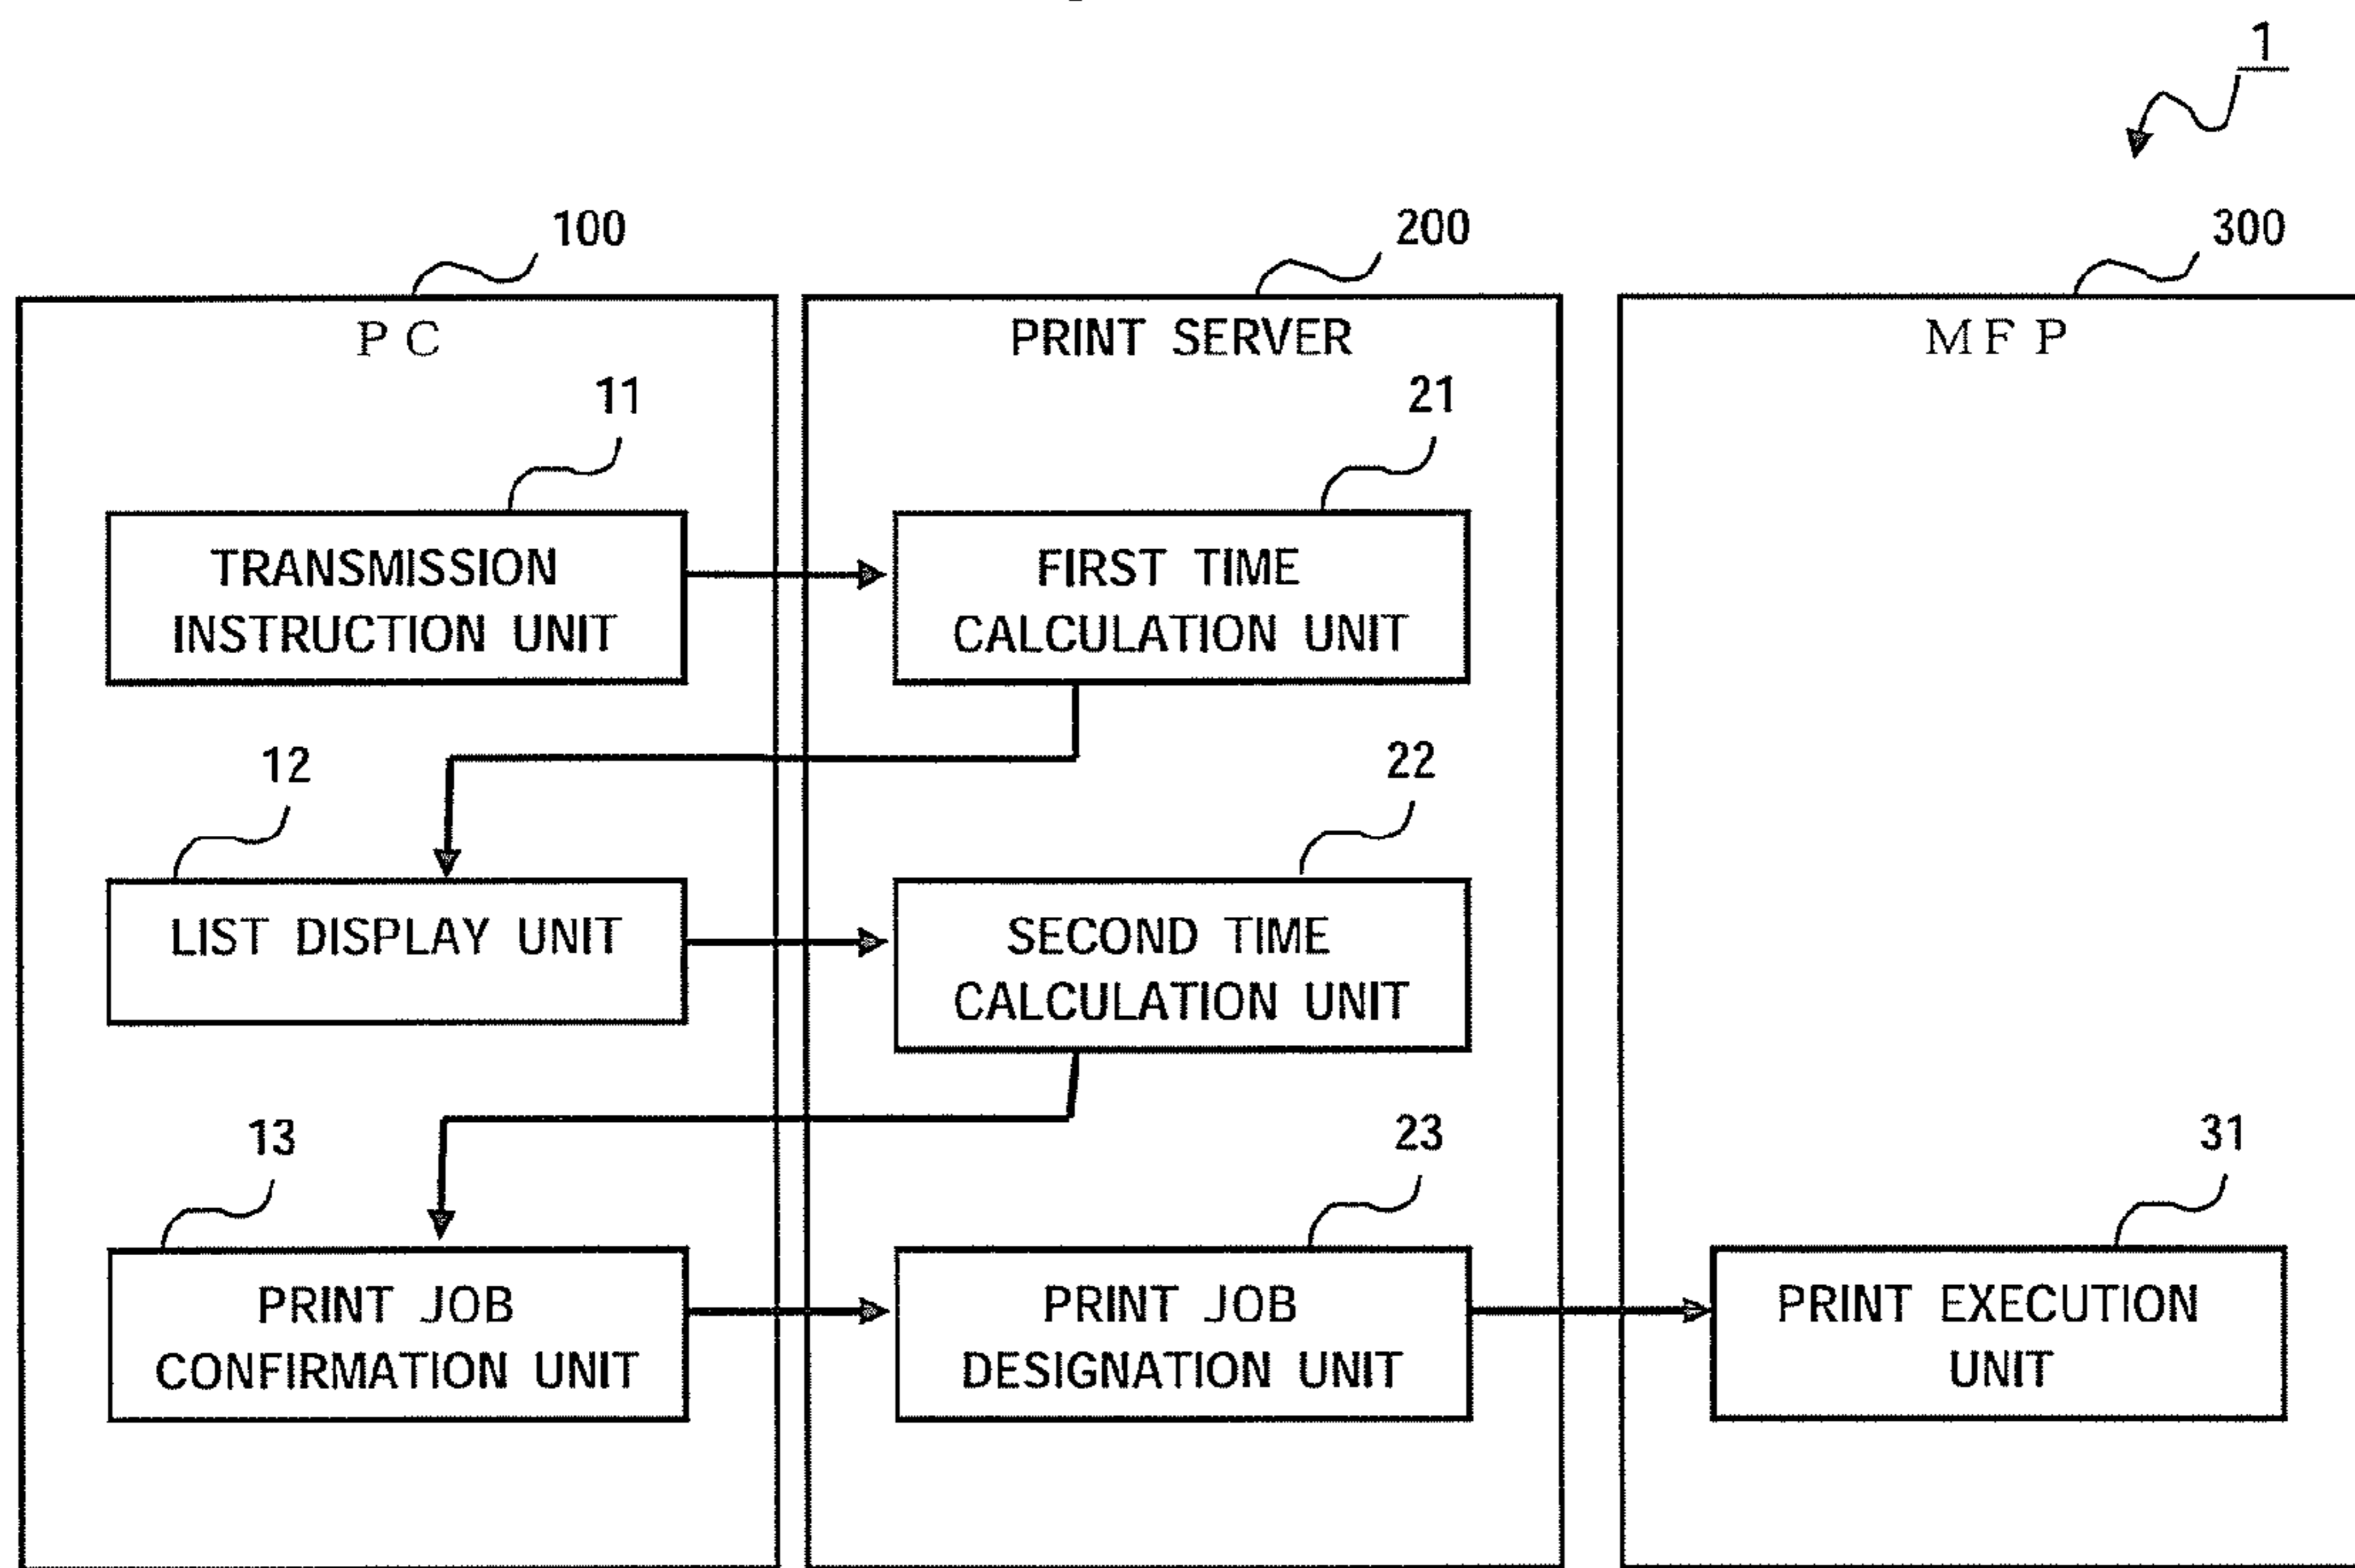 1
100
200
300
PC
PRINT SERVER
MFP
11
21
TRANSMISSION
INSTRUCTION UNIT
FIRST TIME
CALCULATION UNIT
12
22
LIST DISPLAY UNIT
SECOND TIME
CALCULATION UNIT
13
23
31
PRINT JOB
CONFIRMATION UNIT
PRINT JOB
DESIGNATION UNIT
PRINT EXECUTION
UNIT